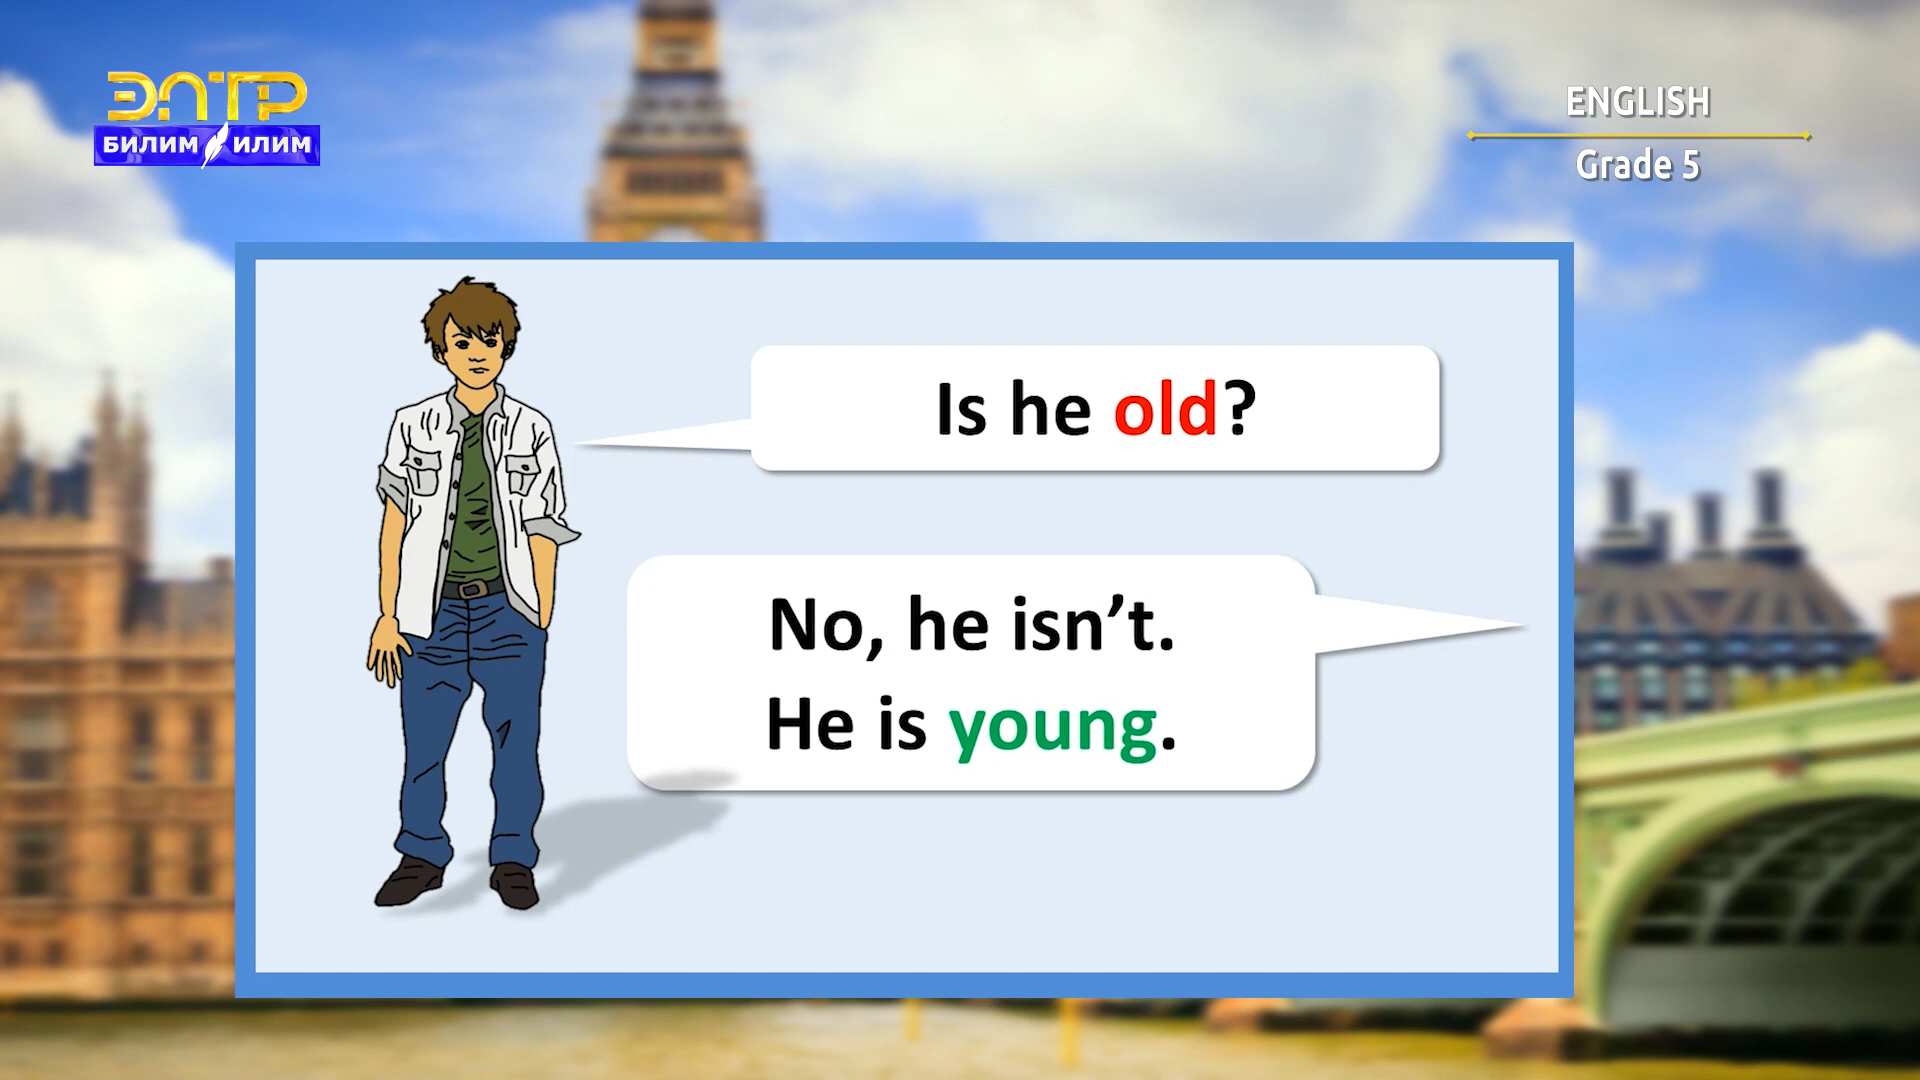 ЭЛТР
БИЛИМ ИЛИМ
ENGLISH
Grade 5
Is he old?
No, he isn’t.
He is young.